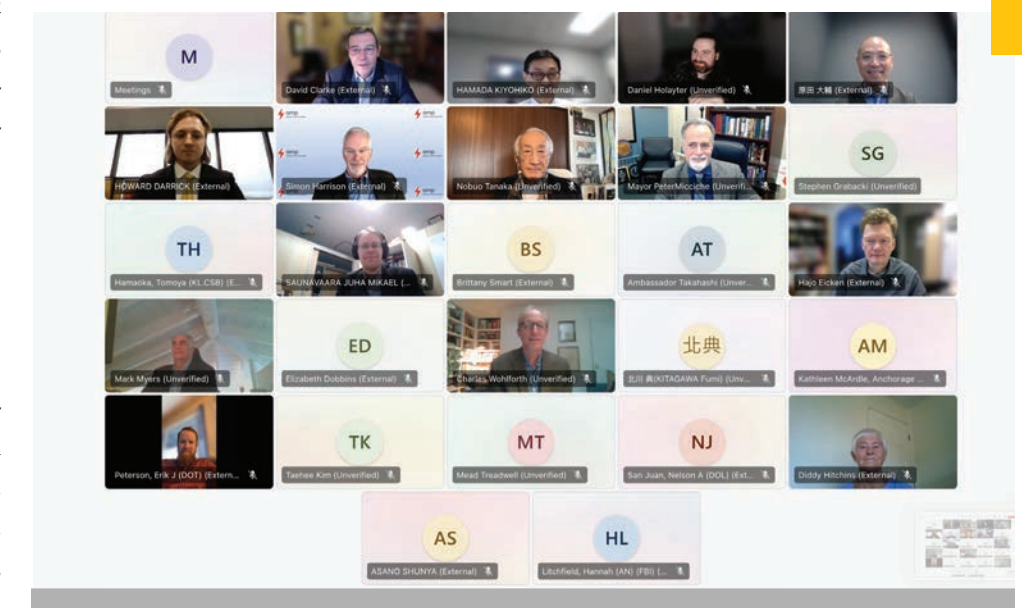 M
Meetings
David Clarke (External)
HAMADA KIYOHIKO (External)
Daniel Holayter (Unverified)
原田 大輔 (External)
HOWARD DARRICK (External)
emp
emp
emp
emp
Simon Harrison (External)
Nobuo Tanaka (Unverified)
Mayor PeterMicciche (Unverifi...
SG
Stephen Grabacki (Unverified)
TH
Hamaoka, Tomoya (KL.CSB) (E...
SAUNAVAARA JUHA MIKAEL (...
BS
Brittany Smart (External)
AT
Ambassador Takahashi (Unver...
Hajo Eicken (External)
Mark Myers (Unverified)
ED
Elizabeth Dobbins (External)
Charles Wohlforth (Unverified)
北典
北川 典(KITAGAWA Fumi) (Unv...
AM
Kathleen McArdle, Anchorage ...
Peterson, Erik J (DOT) (Extern...
TK
Taehee Kim (Unverified)
MT
Mead Treadwell (Unverified)
NJ
San Juan, Nelson A (DOL) (Ext...
Diddy Hitchins (External)
AS
ASANO SHUNYA (External)
HL
Litchfield, Hannah (AN) (FBI) (...